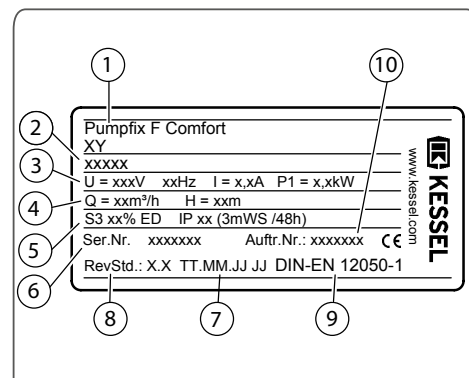 1
10
Pumpfix F Comfort
XY
2
xxxxx
3
U = xxxV xxHz I = x,xA P1 = x,xkW
4
Q = xxm³/h H = xxm
5
S3 xx% ED IP xx (3mWS /48h)
6
Ser.Nr. xxxxxxx Auftr.Nr.: xxxxxxx CE
RevStd.: X.X TT.MM.JJ JJ DIN-EN 12050-1
www.kessel.com
KESSEL
8
7
9